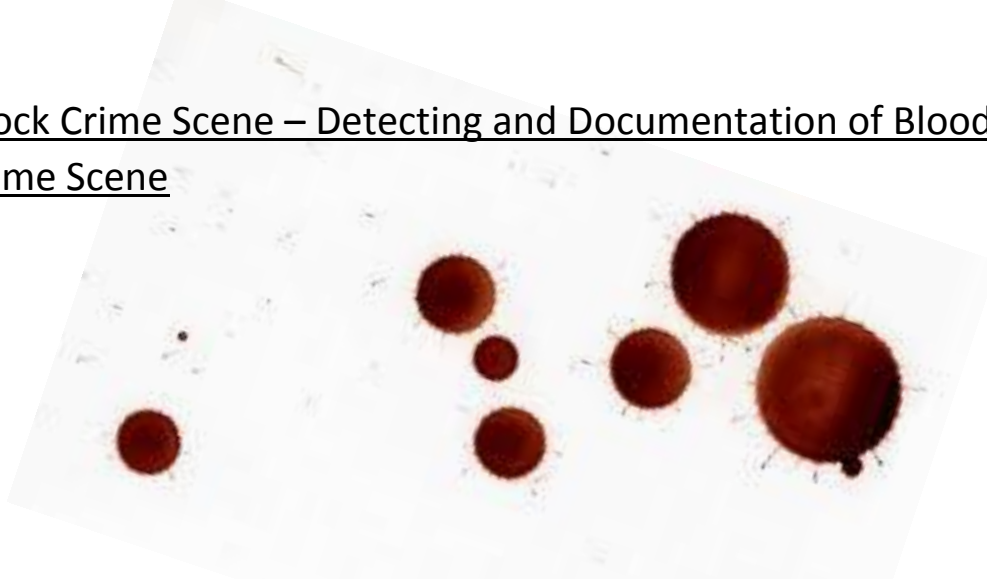 ock Crime Scene – Detecting and Documentation of Blood
me Scene